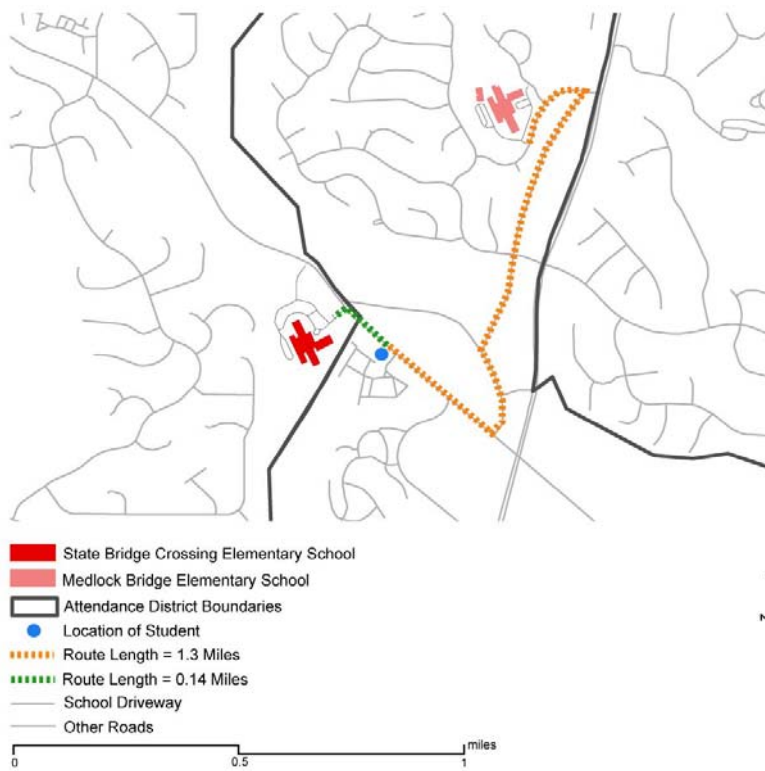 State Bridge Crossing Elementary School
Medlock Bridge Elementary School
Attendance District Boundaries
Location of Student
Route Length = 1.3 Miles
Route Length = 0.14 Miles
School Driveway
Other Roads
miles
0 0.5 1